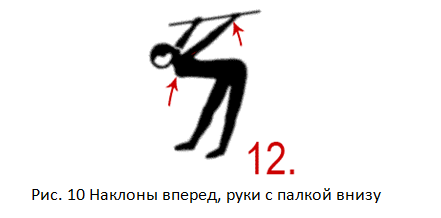 12.
Рис. 10 Наклоны вперед, руки с палкой внизу